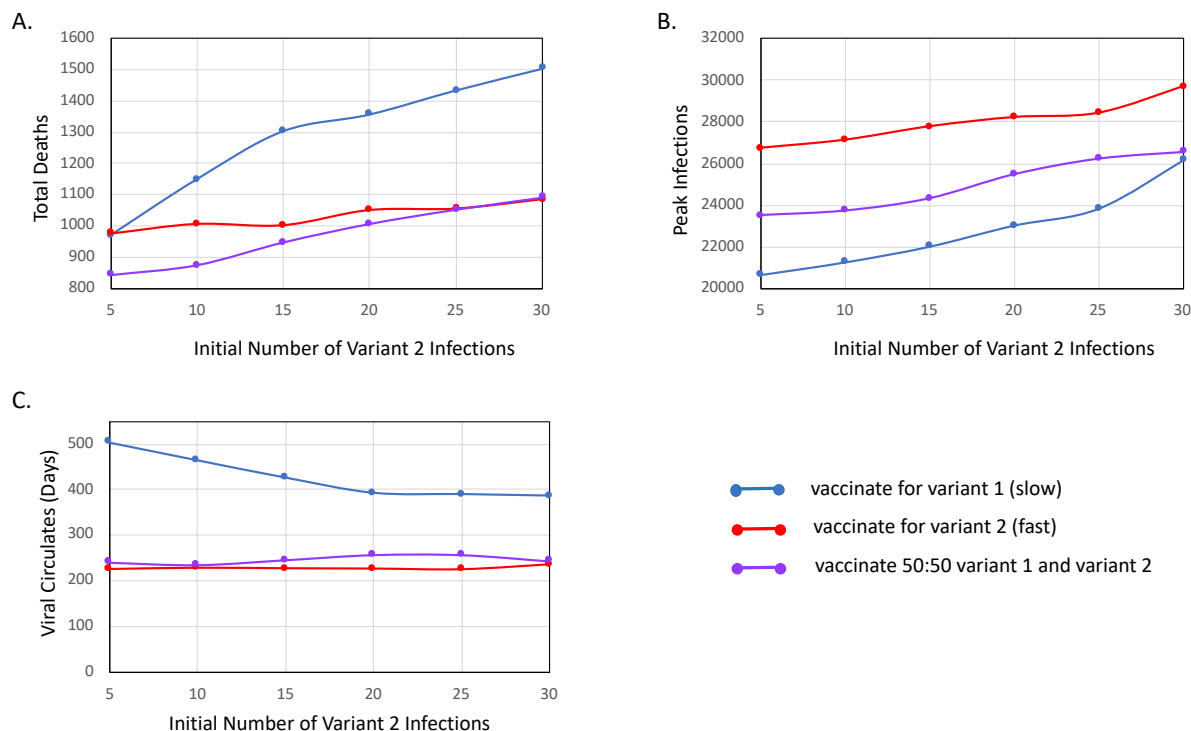 A.
1600
1500
1400
1300
1200
1100
1000
900
800
Total Deaths
5 10 15 20 25 30
Initial Number of Variant 2 Infections
B.
32000
30000
28000
26000
24000
22000
20000
Peak Infections
5 10 15 20 25 30
Initial Number of Variant 2 Infections
C.
500
400
300
200
100
0
Viral Circulates (Days)
5 10 15 20 25 30
Initial Number of Variant 2 Infections
vaccinate for variant 1 (slow)
vaccinate for variant 2 (fast)
vaccinate 50:50 variant 1 and variant 2